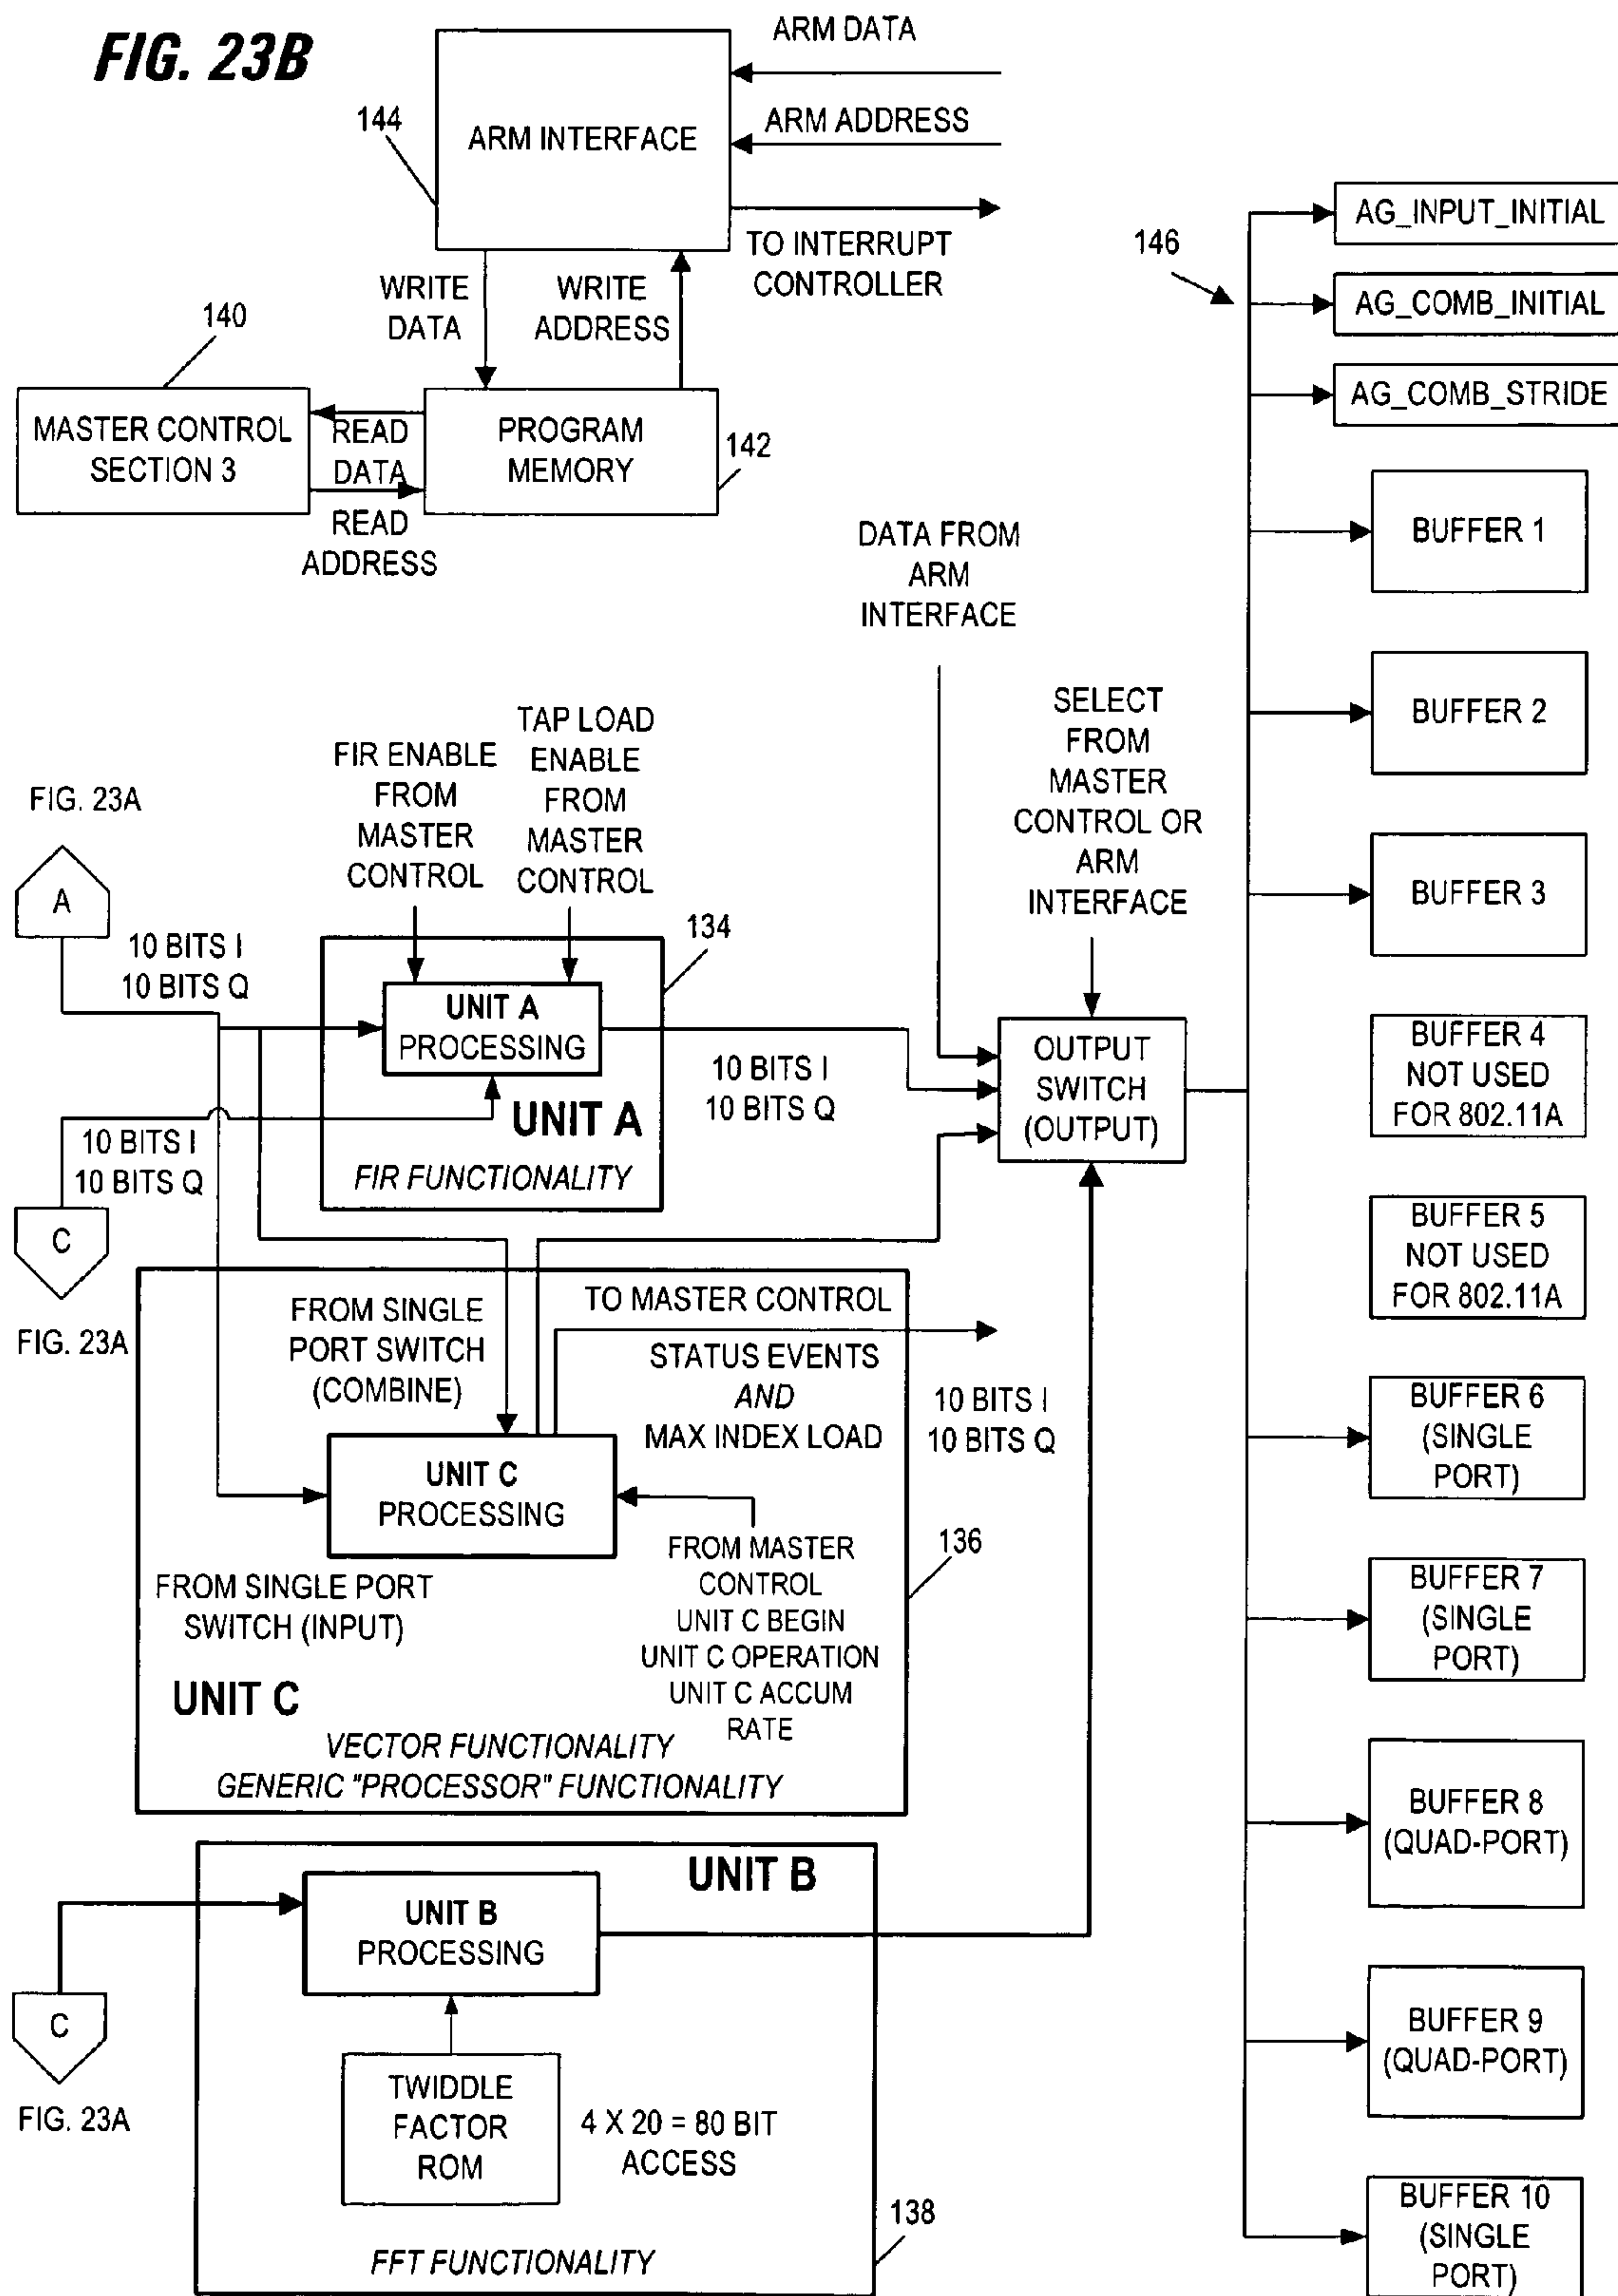 FIG. 23B
ARM DATA
144
ARM INTERFACE
ARM ADDRESS
TO INTERRUPT
CONTROLLER
WRITE
DATA
WRITE
ADDRESS
140
MASTER CONTROL
SECTION 3
READ
DATA
READ
ADDRESS
PROGRAM
MEMORY
142
146
AG_INPUT_INITIAL
AG_COMB_INITIAL
AG_COMB_STRIDE
BUFFER 1
BUFFER 2
BUFFER 3
BUFFER 4
NOT USED
FOR 802.11A
BUFFER 5
NOT USED
FOR 802.11A
BUFFER 6
(SINGLE
PORT)
BUFFER 7
(SINGLE
PORT)
BUFFER 8
(QUAD-PORT)
BUFFER 9
(QUAD-PORT)
BUFFER 10
(SINGLE
PORT)
DATA FROM
ARM
INTERFACE
SELECT
FROM
MASTER
CONTROL OR
ARM
INTERFACE
OUTPUT
SWITCH
(OUTPUT)
FIG. 23A
A
10 BITS I
10 BITS Q
FIR ENABLE
FROM
MASTER
CONTROL
TAP LOAD
ENABLE
FROM
MASTER
CONTROL
134
UNIT A
PROCESSING
UNIT A
FIR FUNCTIONALITY
10 BITS I
10 BITS Q
10 BITS I
10 BITS Q
C
FIG. 23A
FROM SINGLE
PORT SWITCH
(COMBINE)
TO MASTER CONTROL
STATUS EVENTS
AND
MAX INDEX LOAD
10 BITS I
10 BITS Q
UNIT C
PROCESSING
FROM SINGLE PORT
SWITCH (INPUT)
FROM MASTER
CONTROL
UNIT C BEGIN
UNIT C OPERATION
UNIT C ACCUM
RATE
136
UNIT C
VECTOR FUNCTIONALITY
GENERIC "PROCESSOR" FUNCTIONALITY
UNIT B
UNIT B
PROCESSING
C
FIG. 23A
TWIDDLE
FACTOR
ROM
4 X 20 = 80 BIT
ACCESS
138
FFT FUNCTIONALITY